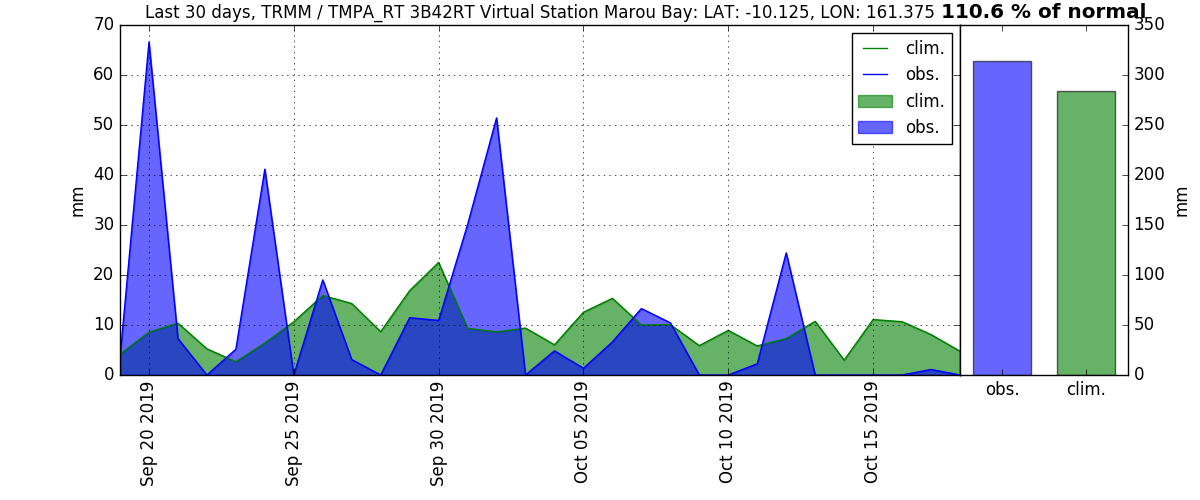 Last 30 days, TRMM / TMPA_RT 3B42RT Virtual Station Marou Bay: LAT: -10.125, LON: 161.375 110.6 % of normal
70
60
50
40
30
20
10
0
mm
clim.
obs.
clim.
obs.
350
300
250
200
150
100
50
0
mm
Sep 20 2019
Sep 25 2019
Sep 30 2019
Oct 05 2019
Oct 10 2019
Oct 15 2019
obs.
clim.